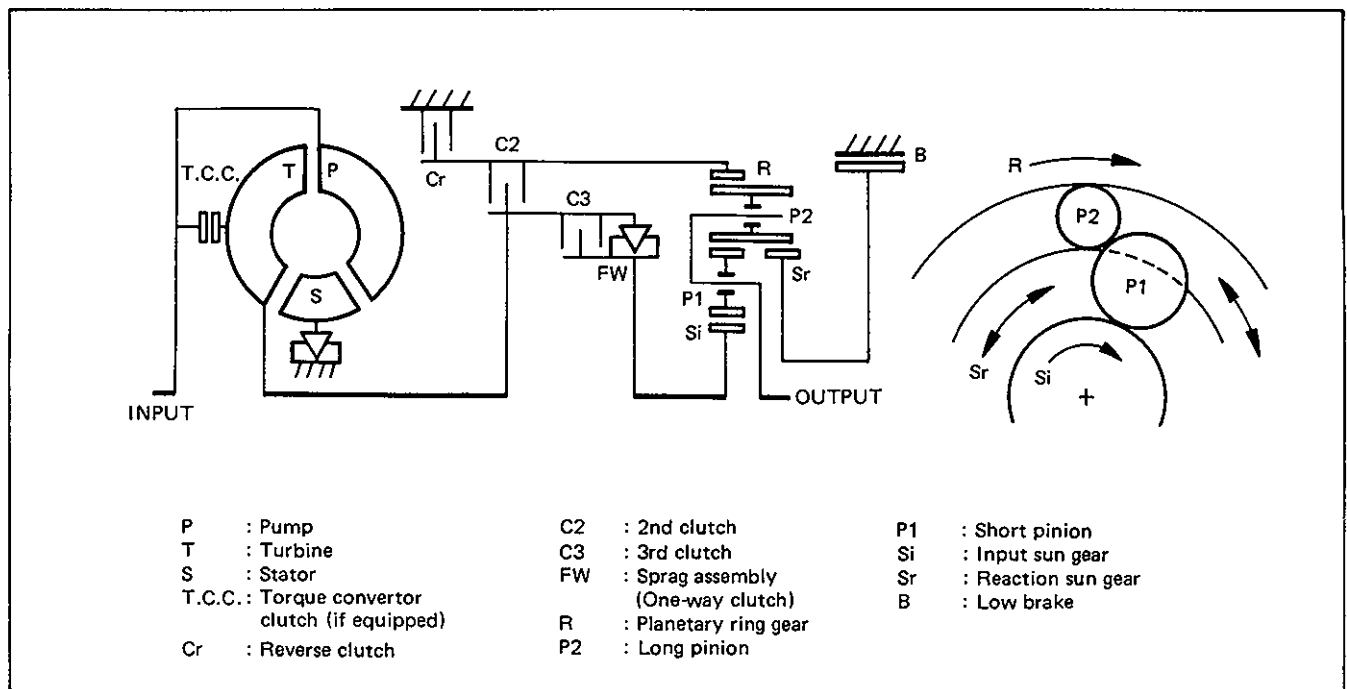 C2
B
R
T.C.C.
T
P
R
Cr
C3
P2
P2
FW
Sr
P1
S
P1
Si
Sr
Si
INPUT
OUTPUT
P : Pump
T : Turbine
S : Stator
T.C.C. : Torque convertor
clutch (if equipped)
Cr : Reverse clutch
C2 : 2nd clutch
C3 : 3rd clutch
FW : Sprag assembly
(One-way clutch)
R : Planetary ring gear
P2 : Long pinion
P1 : Short pinion
Si : Input sun gear
Sr : Reaction sun gear
B : Low brake